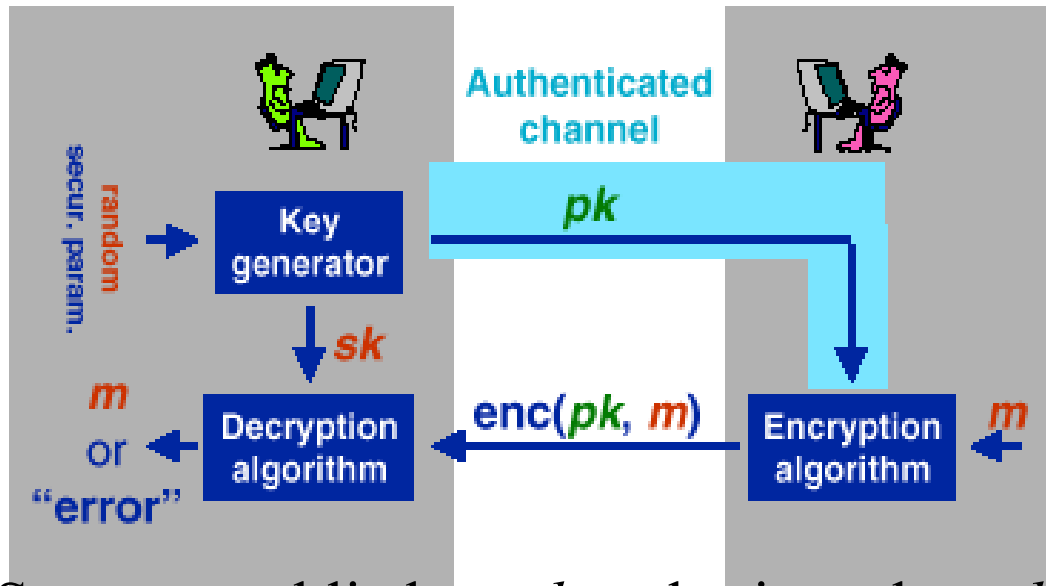 Authenticated
channel
random
secur. param.
Key
generator
pk
sk
m
or
“error”
Decryption
algorithm
enc(pk, m)
Encryption
algorithm
m